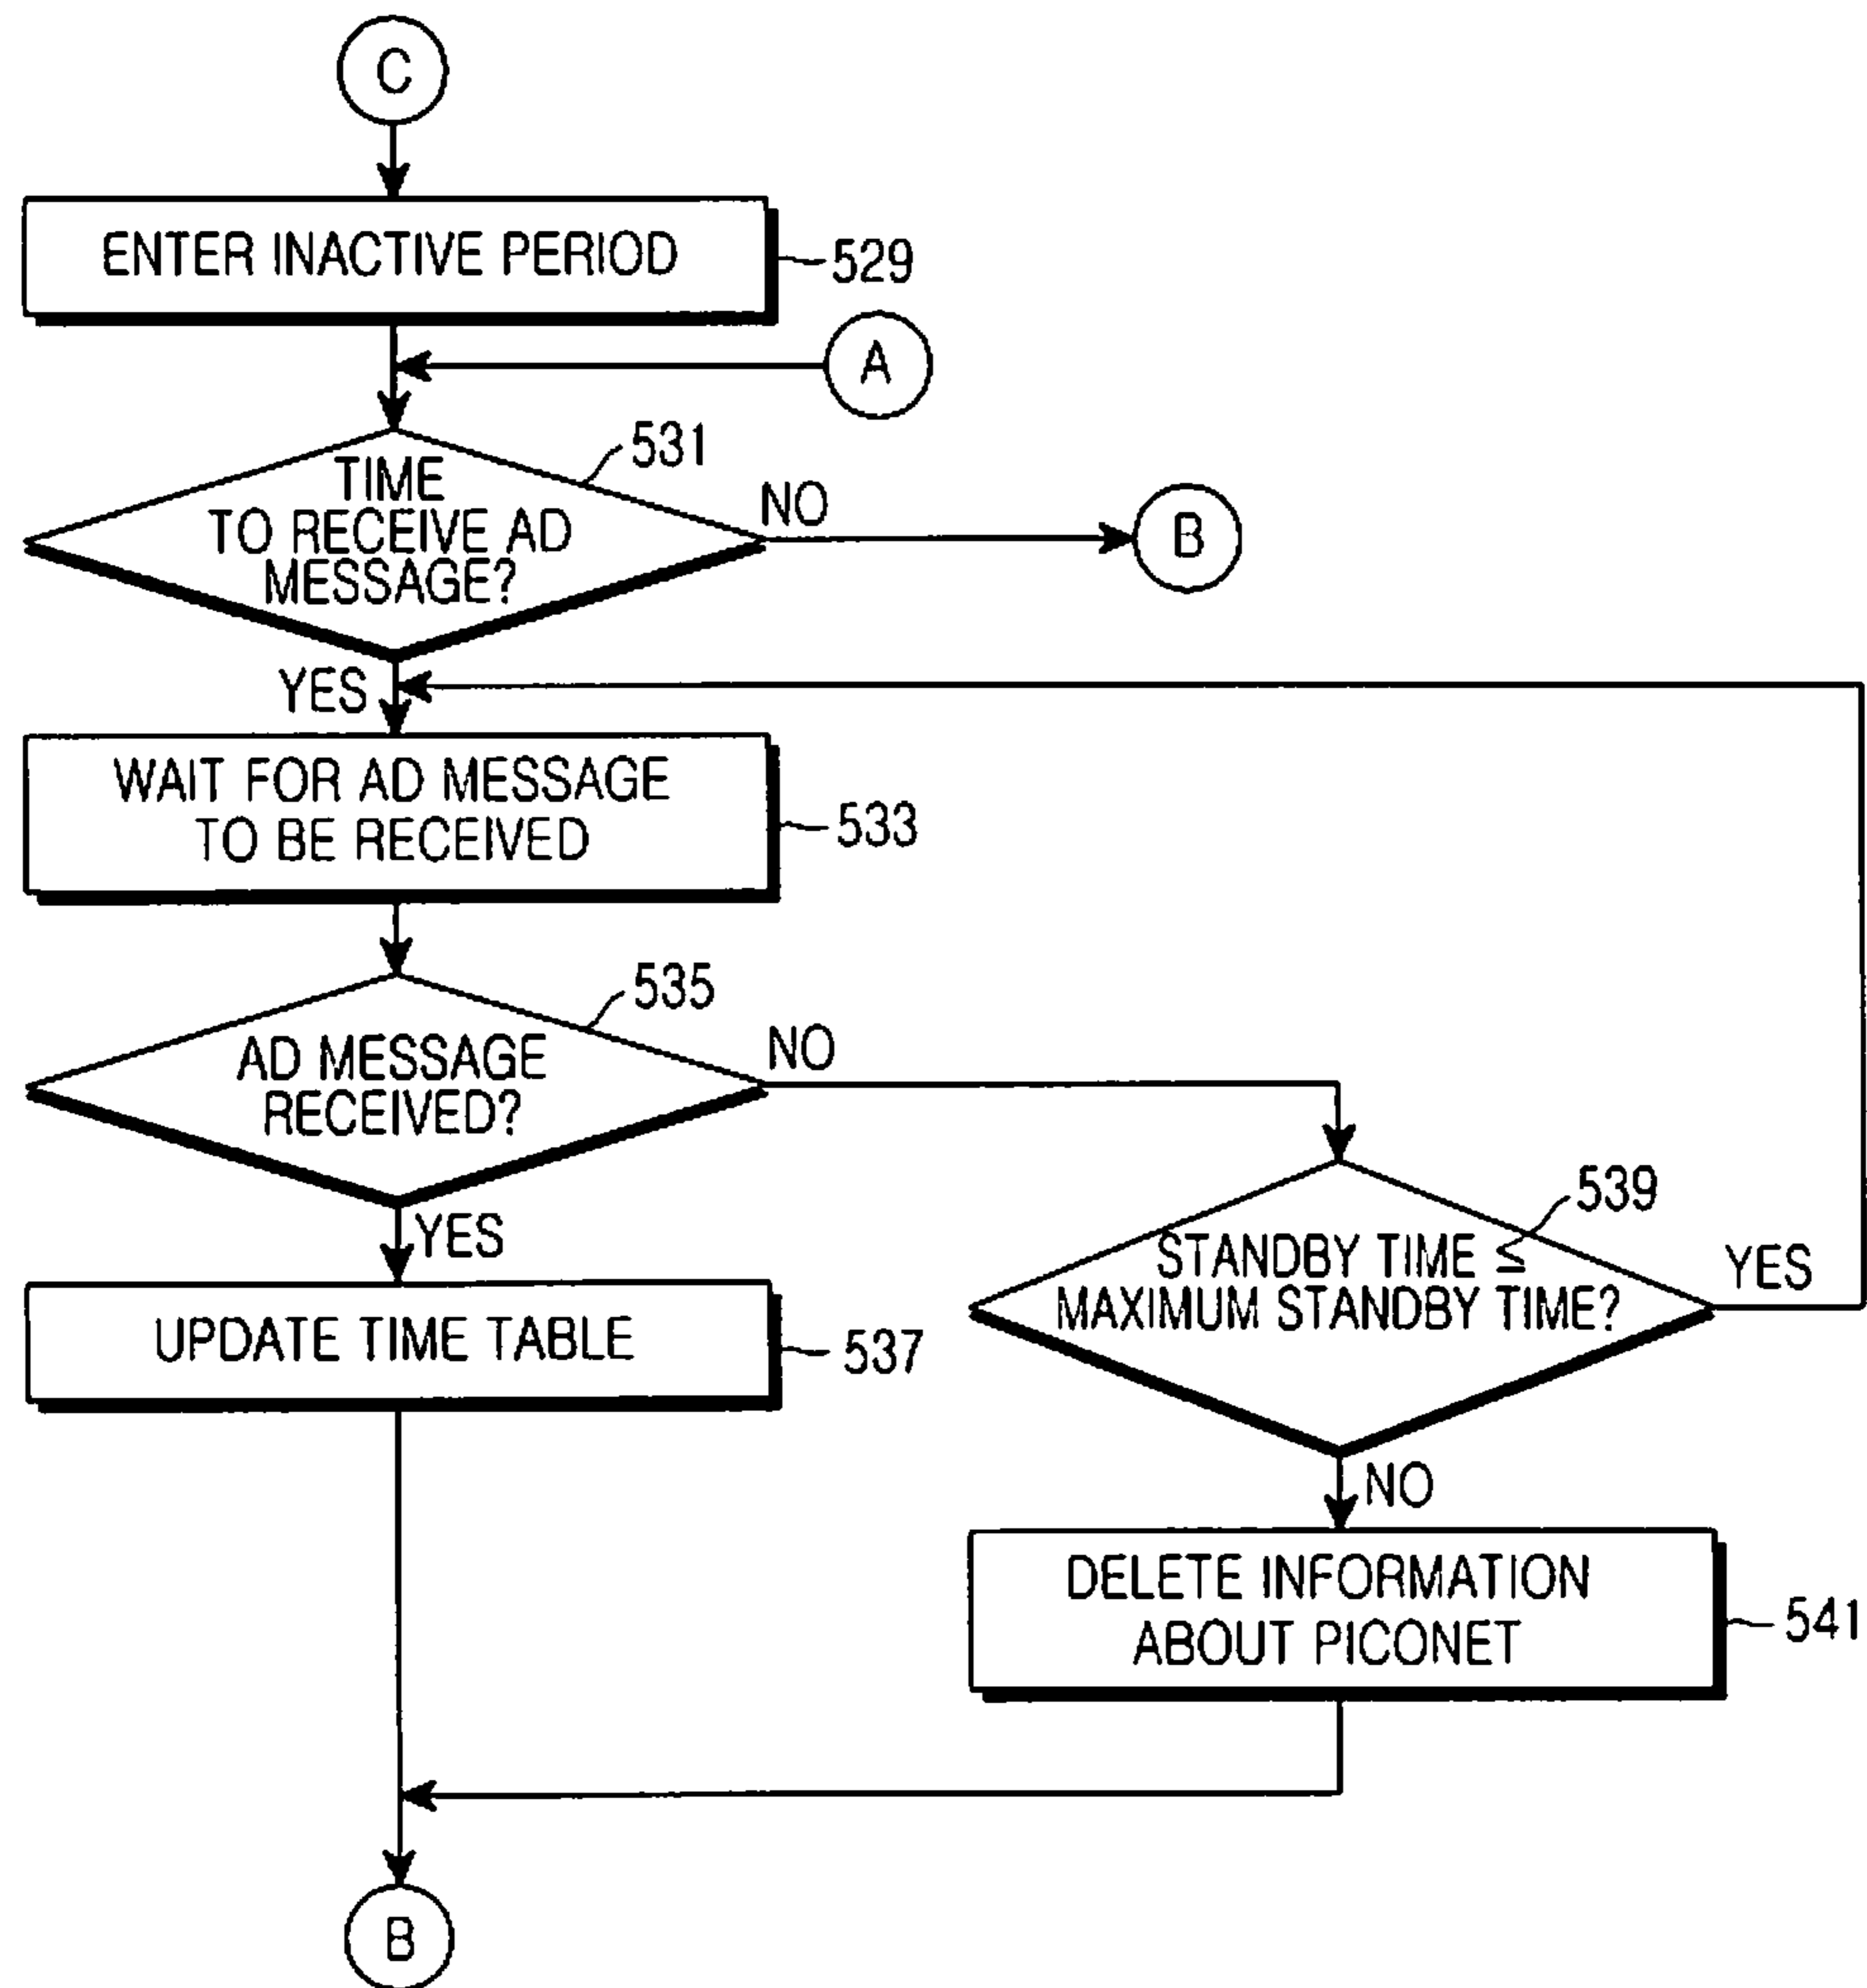 C
ENTER INACTIVE PERIOD
529
A
531
TIME
TO RECEIVE AD
MESSAGE?
NO
B
YES
WAIT FOR AD MESSAGE
TO BE RECEIVED
533
535
AD MESSAGE
RECEIVED?
NO
YES
539
STANDBY TIME ≤
MAXIMUM STANDBY TIME?
YES
UPDATE TIME TABLE
537
NO
DELETE INFORMATION
ABOUT PICONET
541
B